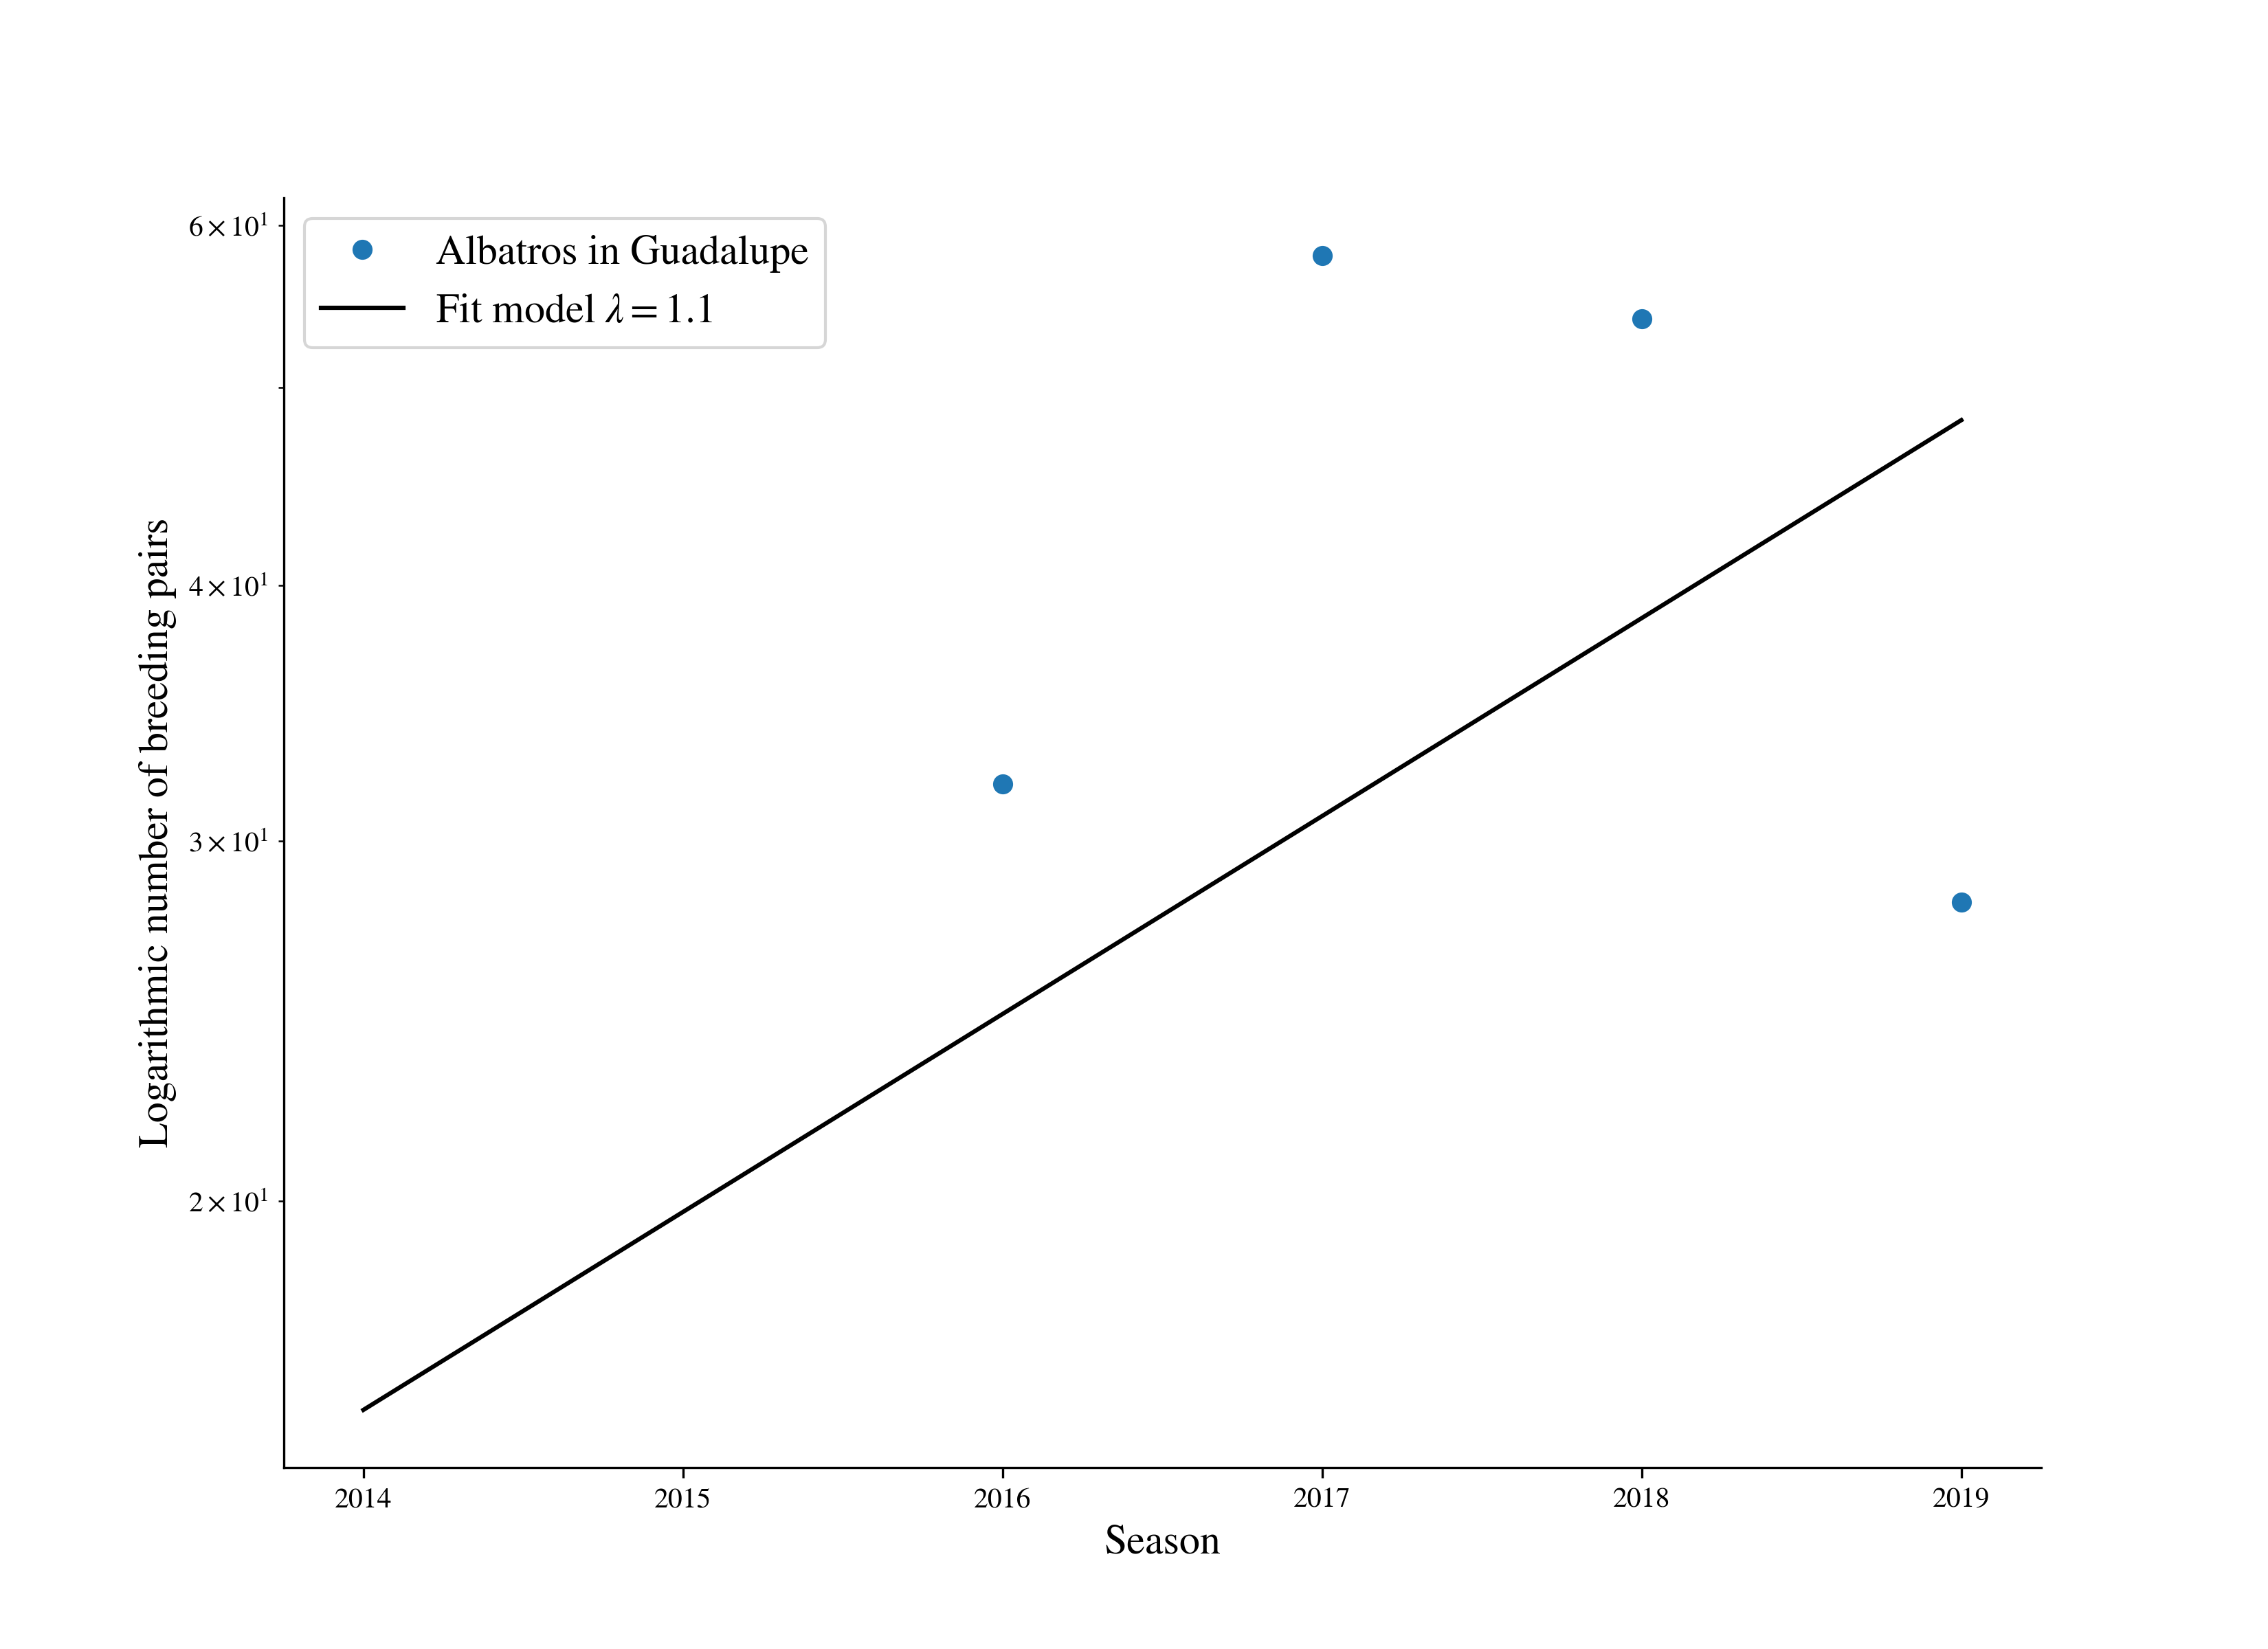 Albatros in Guadalupe
Fit model λ = 1.1
6×10¹
4×10¹
3×10¹
2×10¹
Logarithmic number of breeding pairs
2014 2015 2016 2017 2018 2019
Season